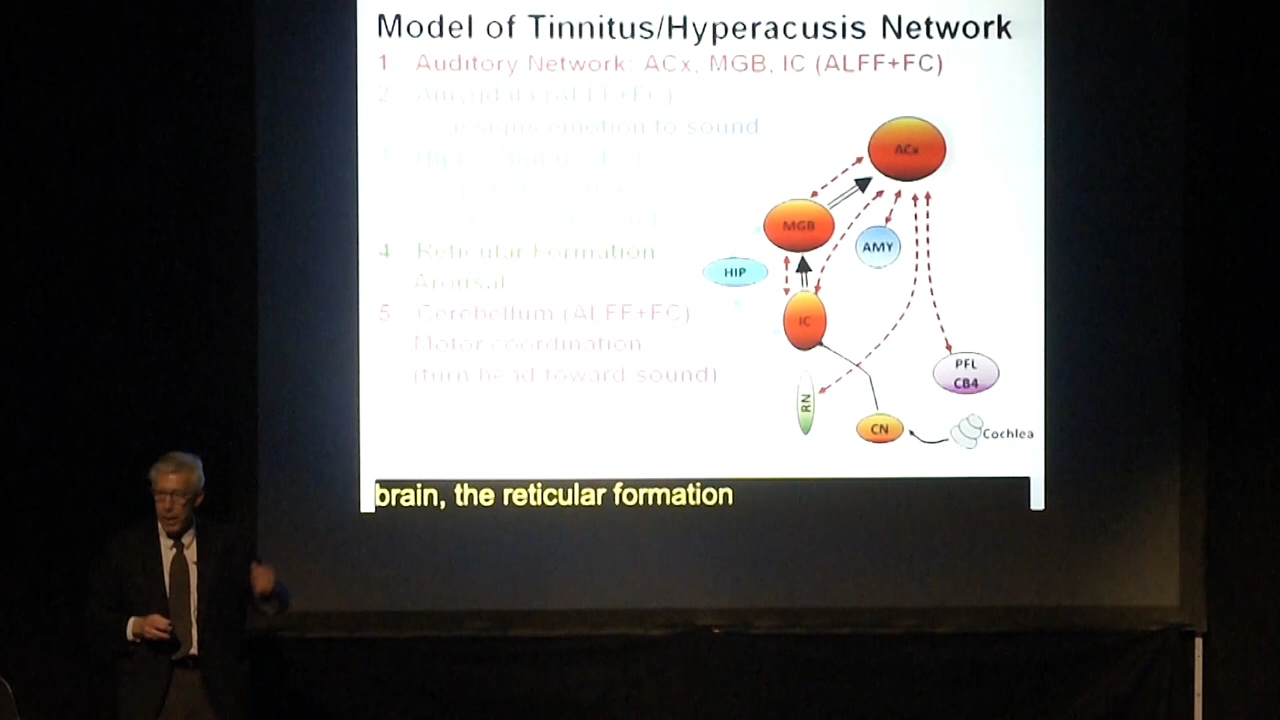 Model of Tinnitus/Hyperacusis Network
1. Auditory Network: ACx, MGB, IC (ALFF+FC)
2. Amygdala (ALFF+FC)
assigns emotion to sound
4 Reticular Formation
Arousal
5 Cerebellum (ALFF+FC)
Motor coordination
(turn head toward sound)
ACx
MGB
AMY
HIP
IC
PFL
CB4
RN
CN
Cochlea
brain, the reticular formation